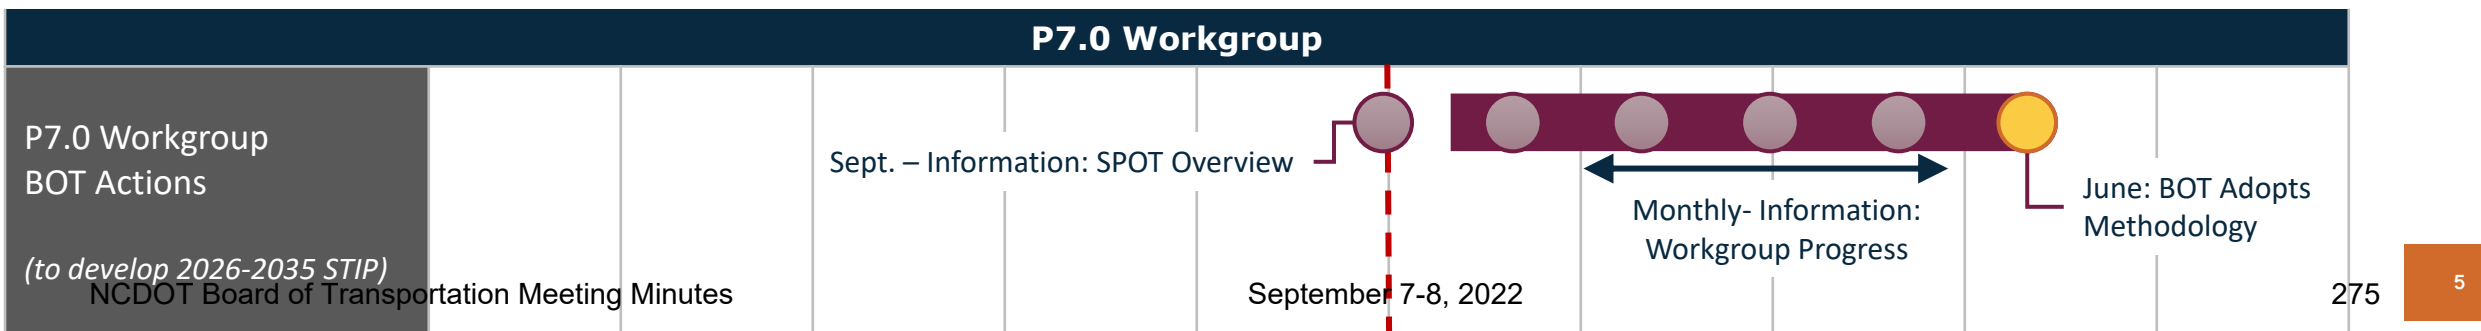 P7.0 Workgroup
P7.0 Workgroup
BOT Actions
(to develop 2026-2035 STIP)
Sept. – Information: SPOT Overview
Monthly- Information:
Workgroup Progress
June: BOT Adopts
Methodology
NCDOT Board of Transportation Meeting Minutes
September 7-8, 2022
275
5